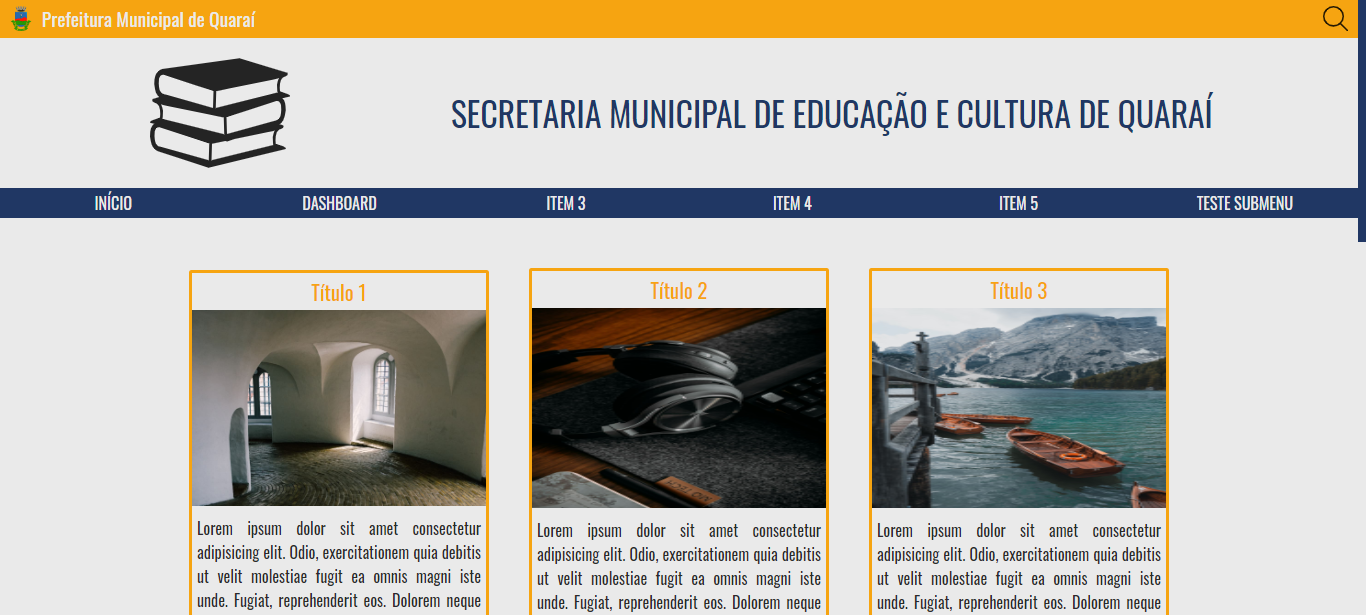 Prefeitura Municipal de Quaraí
SECRETARIA MUNICIPAL DE EDUCAÇÃO E CULTURA DE QUARAÍ
INÍCIO
DASHBOARD
ITEM 3
ITEM 4
ITEM 5
TESTE SUBMENU
Título 1
Lorem ipsum dolor sit amet consectetur
adipisicing elit. Odio, exercitationem quia debitis
ut velit molestiae fugit ea omnis magni iste
unde. Fugiat, reprehenderit eos. Dolorem neque
Título 2
Lorem ipsum dolor sit amet consectetur
adipisicing elit. Odio, exercitationem quia debitis
ut velit molestiae fugit ea omnis magni iste
unde. Fugiat, reprehenderit eos. Dolorem neque
Título 3
Lorem ipsum dolor sit amet consectetur
adipisicing elit. Odio, exercitationem quia debitis
ut velit molestiae fugit ea omnis magni iste
unde. Fugiat, reprehenderit eos. Dolorem neque